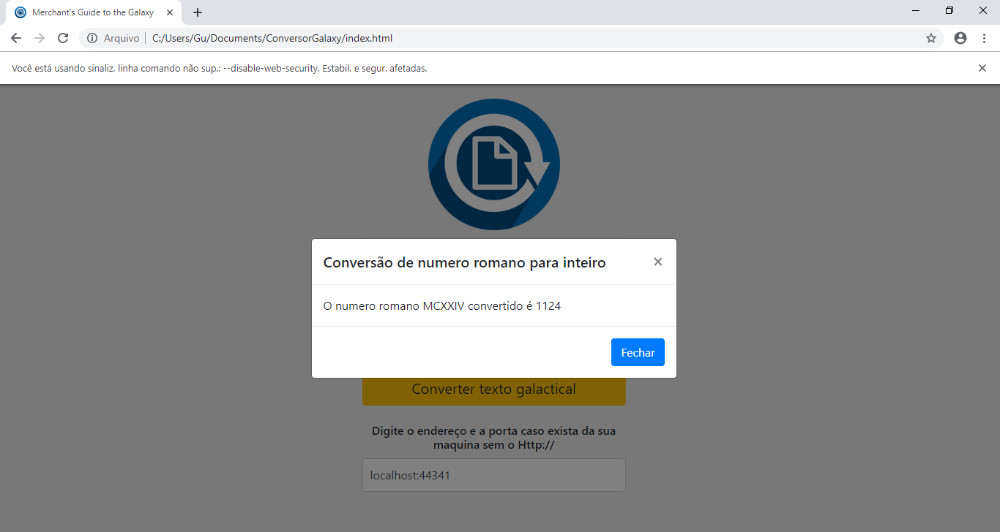 Merchant's Guide to the Galaxy
Arquivo | C:/Users/Gu/Documents/ConversorGalaxy/index.html
Você está usando sinaliz. linha comando não sup.: --disable-web-security. Estabil. e segur. afetadas.
Conversão de numero romano para inteiro
O numero romano MCXXIV convertido é 1124
Fechar
Converter texto galactical
Digite o endereço e a porta caso exista da sua
maquina sem o Http://
localhost:44341